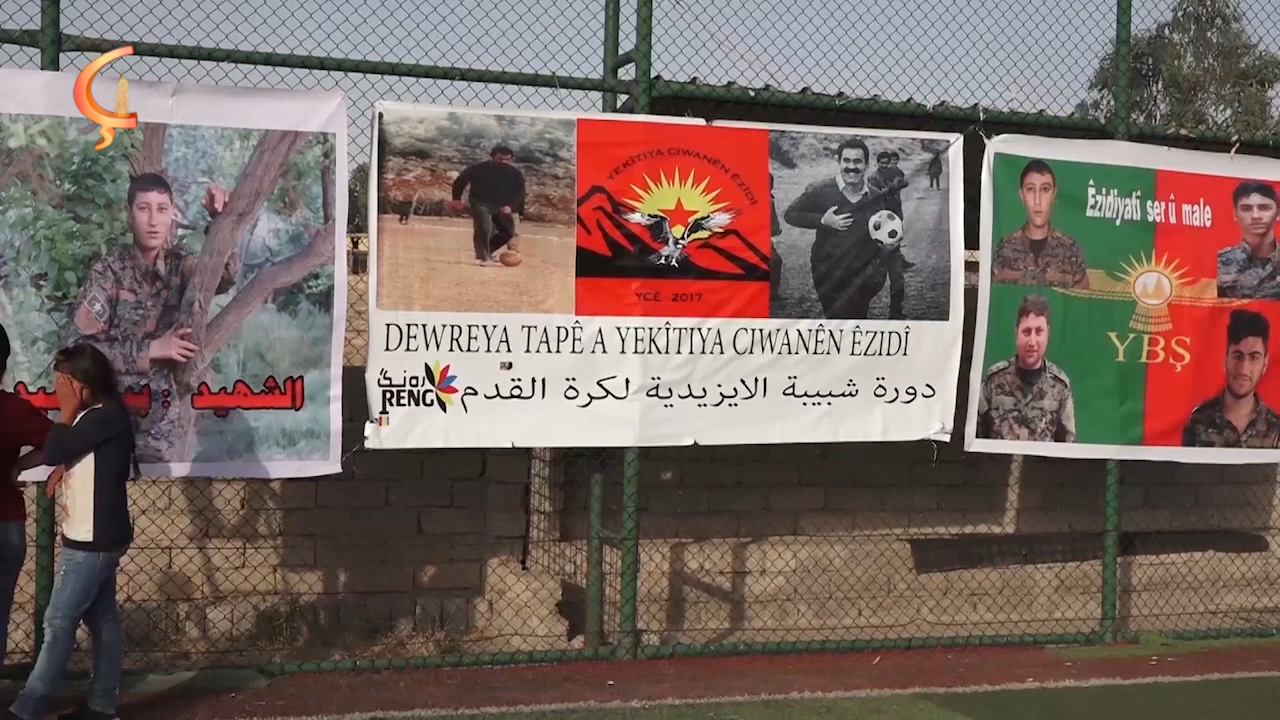 الشهيد :
YEKÎTIYA CIWANÊN ÊZIDÎ
YCÊ - 2017
DEWREYA TAPÊ A YEKÎTIYA CIWANÊN ÊZIDÎ
RENG
دورة شبيبة الايزيدية لكرة القدم
Êzidiyatî ser û male
YBŞ